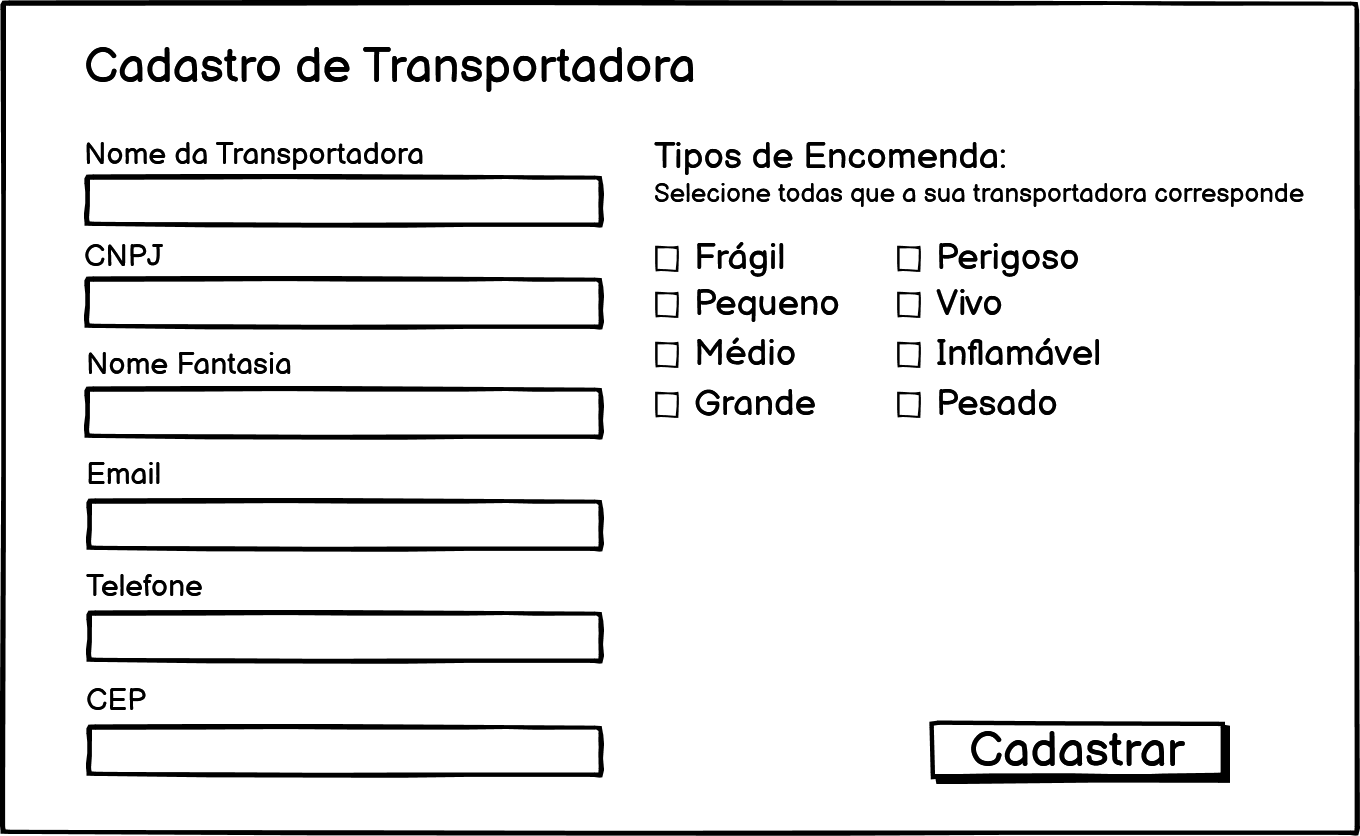 Cadastro de Transportadora
Nome da Transportadora
CNPJ
Nome Fantasia
Email
Telefone
CEP
Tipos de Encomenda:
Selecione todas que a sua transportadora corresponde
Frágil
Perigoso
Pequeno
Vivo
Médio
Inflamável
Grande
Pesado
Cadastrar